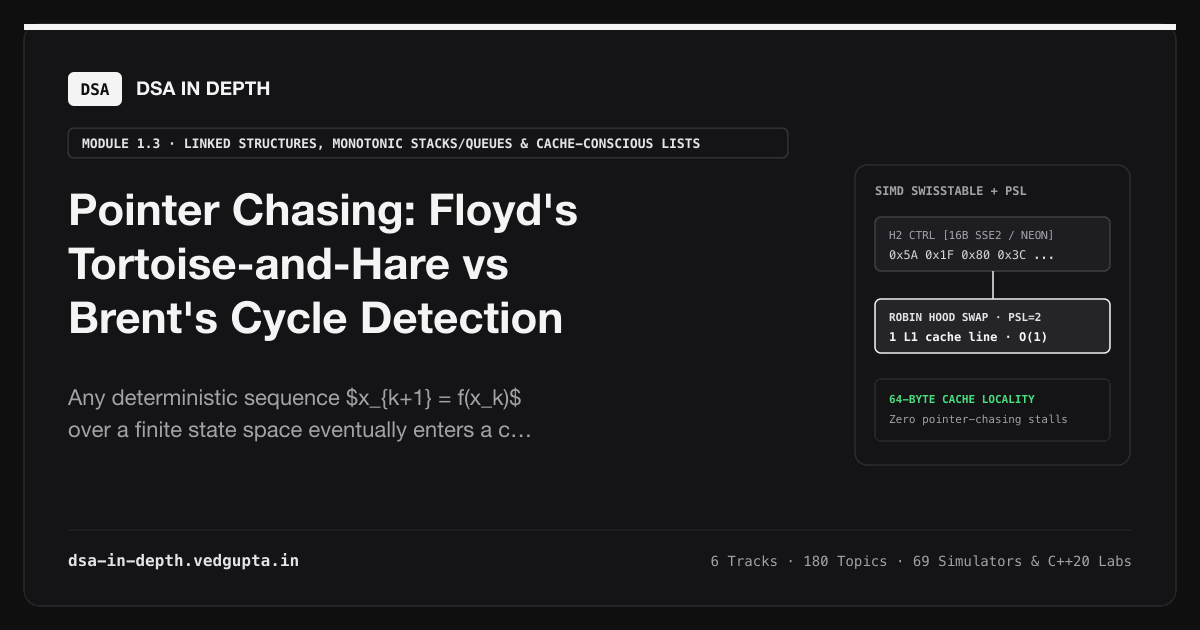 DSA
DSA IN DEPTH
MODULE 1.3 · LINKED STRUCTURES, MONOTONIC STACKS/QUEUES & CACHE-CONSCIOUS LISTS
Pointer Chasing: Floyd's
Tortoise-and-Hare vs
Brent's Cycle Detection
Any deterministic sequence $x_{k+1} = f(x_k)$
over a finite state space eventually enters a c...
SIMD SWISSTABLE + PSL
H2 CTRL [16B SSE2 / NEON]
0x5A 0x1F 0x80 0x3C ...
ROBIN HOOD SWAP · PSL=2
1 L1 cache line · O(1)
64-BYTE CACHE LOCALITY
Zero pointer-chasing stalls
dsa-in-depth.vedgupta.in
6 Tracks · 180 Topics · 69 Simulators & C++20 Labs